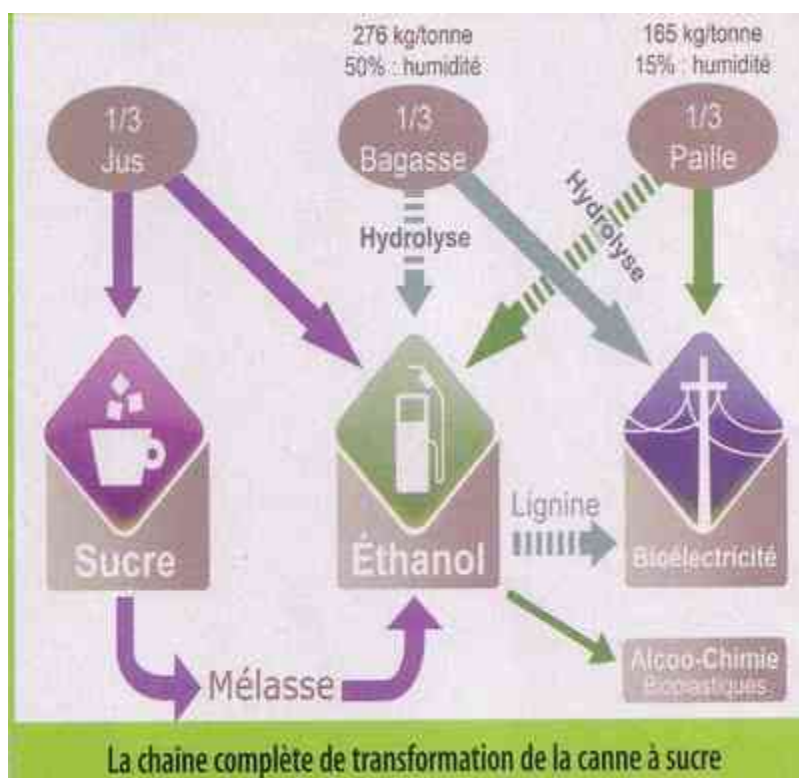 276 kg/tonne
50% : humidité
165 kg/tonne
15% : humidité
1/3
Jus
1/3
Bagasse
1/3
Paille
Hydrolyse
Hydrolyse
Lignine
Sucre
Éthanol
Bioélectricité
Mélasse
Alcoo-Chimie
Bioplastiques
La chaîne complète de transformation de la canne à sucre